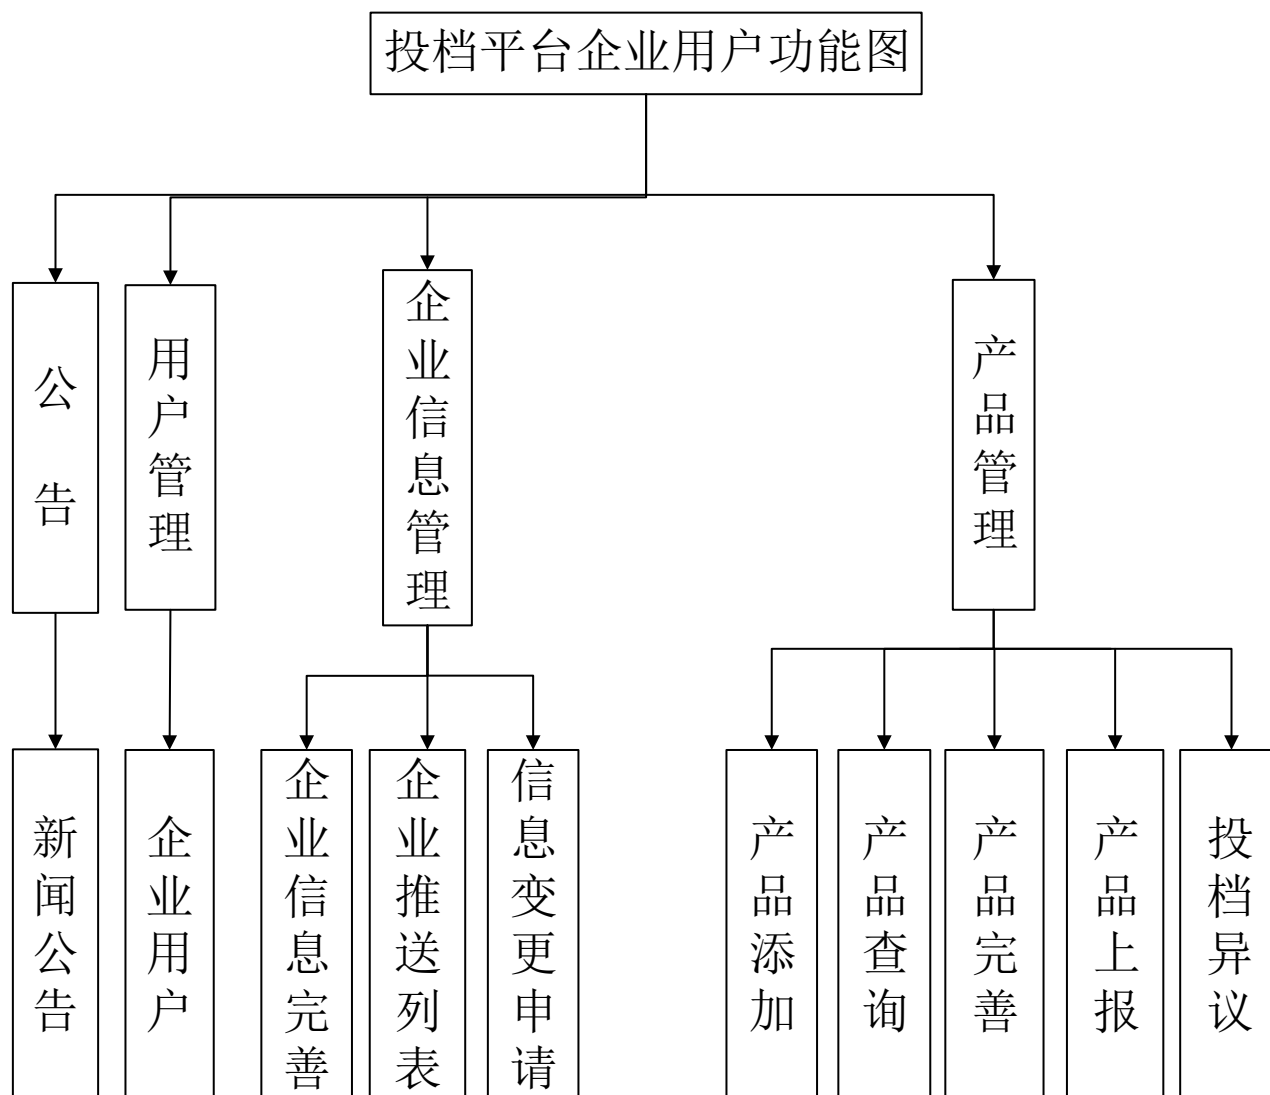 投档平台企业用户功能图
公告
用户管理
企业信息管理
产品管理
新闻公告
企业用户
企业信息完善
企业推送列表
信息变更申请
产品添加
产品查询
产品完善
产品上报
投档异议